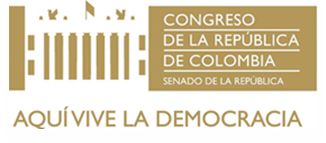 CONGRESO
DE LA REPÚBLICA
DE COLOMBIA
SENADO DE LA REPÚBLICA
AQUÍ VIVE LA DEMOCRACIA